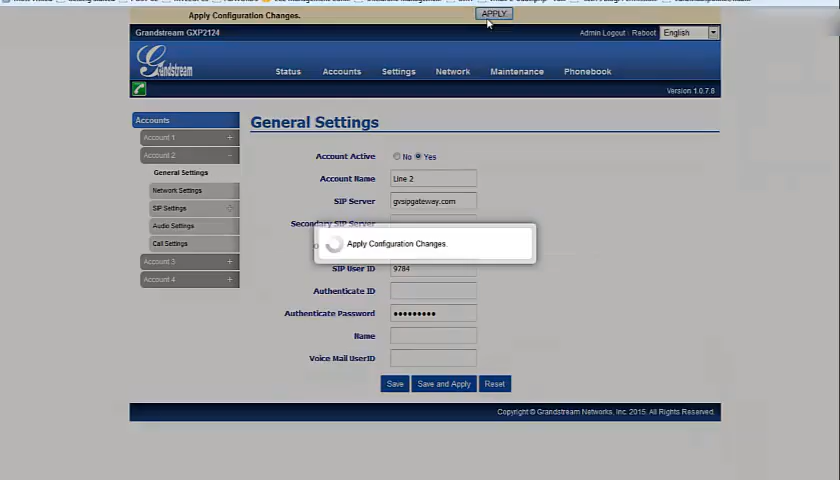 Apply Configuration Changes. APPLY
Grandstream GXP2124 Admin Logout | Reboot English
Grandstream
Status Accounts Settings Network Maintenance Phonebook
Version 1.0.7.8
Accounts
Account 1 +
Account 2 -
General Settings
Network Settings
SIP Settings +
Audio Settings
Call Settings
Account 3 +
Account 4 +
General Settings
Account Active No Yes
Account Name Line 2
SIP Server gvsipgateway.com
Secondary SIP Server
Apply Configuration Changes.
SIP User ID 9784
Authenticate ID
Authenticate Password •••••••••
Name
Voice Mail UserID
Save Save and Apply Reset
Copyright © Grandstream Networks, Inc. 2015. All Rights Reserved.